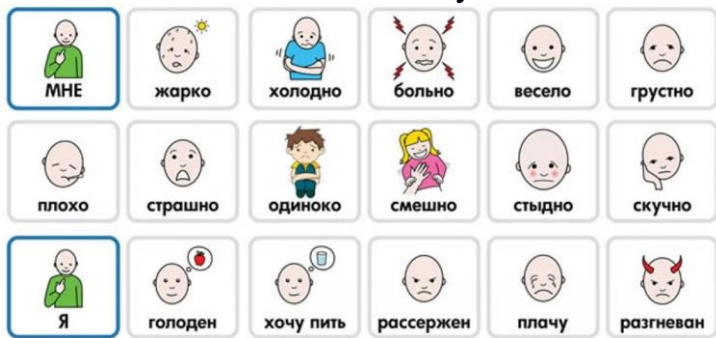 МНЕ жарко холодно больно весело грустно
плохо страшно одиноко смешно стыдно скучно
Я голоден хочу пить рассержен плачу разгневан